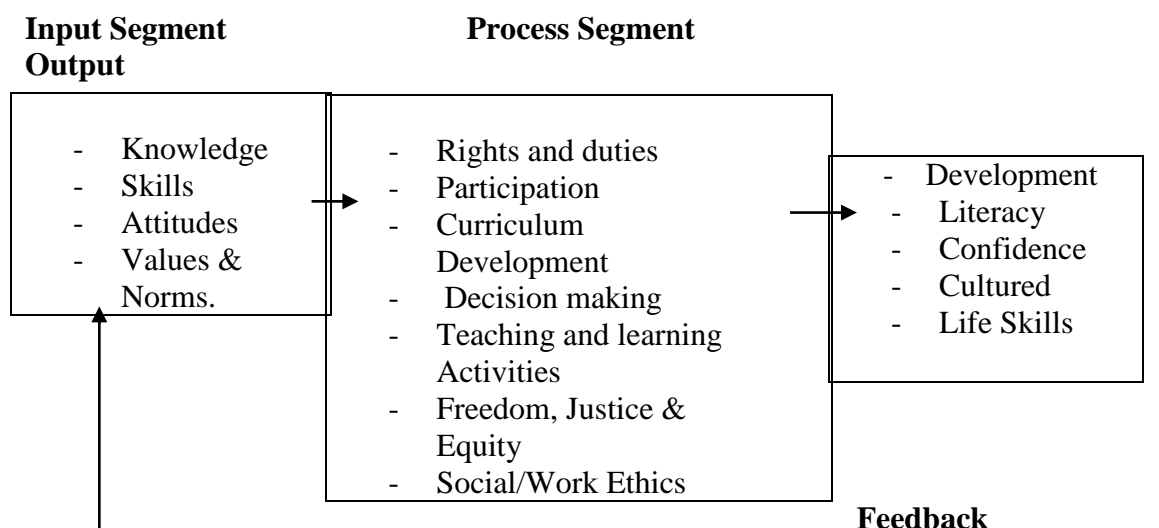 Input Segment Process Segment
Output
- Knowledge
- Skills
- Attitudes
- Values &
Norms.
- Rights and duties
- Participation
- Curriculum
Development
- Decision making
- Teaching and learning
Activities
- Freedom, Justice &
Equity
- Social/Work Ethics
- Development
- Literacy
- Confidence
- Cultured
- Life Skills
Feedback